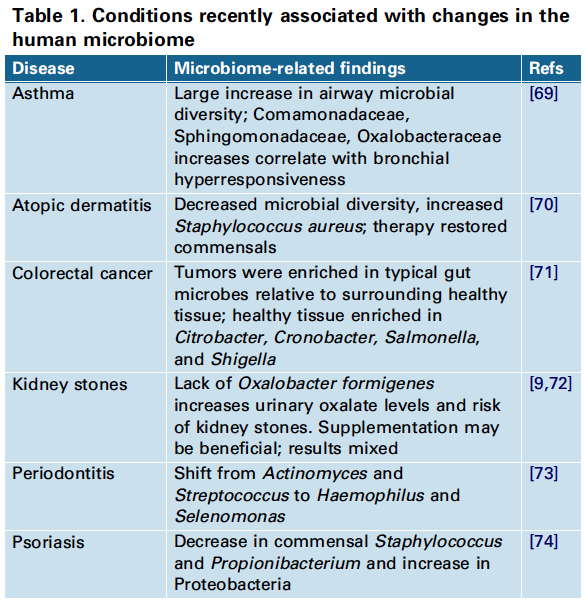 Table 1. Conditions recently associated with changes in the
human microbiome
Disease Microbiome-related findings Refs
Asthma Large increase in airway microbial [69]
diversity; Comamonadaceae,
Sphingomonadaceae, Oxalobacteraceae
increases correlate with bronchial
hyperresponsiveness
Atopic dermatitis Decreased microbial diversity, increased [70]
Staphylococcus aureus; therapy restored
commensals
Colorectal cancer Tumors were enriched in typical gut [71]
microbes relative to surrounding healthy
tissue; healthy tissue enriched in
Citrobacter, Cronobacter, Salmonella,
and Shigella
Kidney stones Lack of Oxalobacter formigenes [9,72]
increases urinary oxalate levels and risk
of kidney stones. Supplementation may
be beneficial; results mixed
Periodontitis Shift from Actinomyces and [73]
Streptococcus to Haemophilus and
Selenomonas
Psoriasis Decrease in commensal Staphylococcus [74]
and Propionibacterium and increase in
Proteobacteria